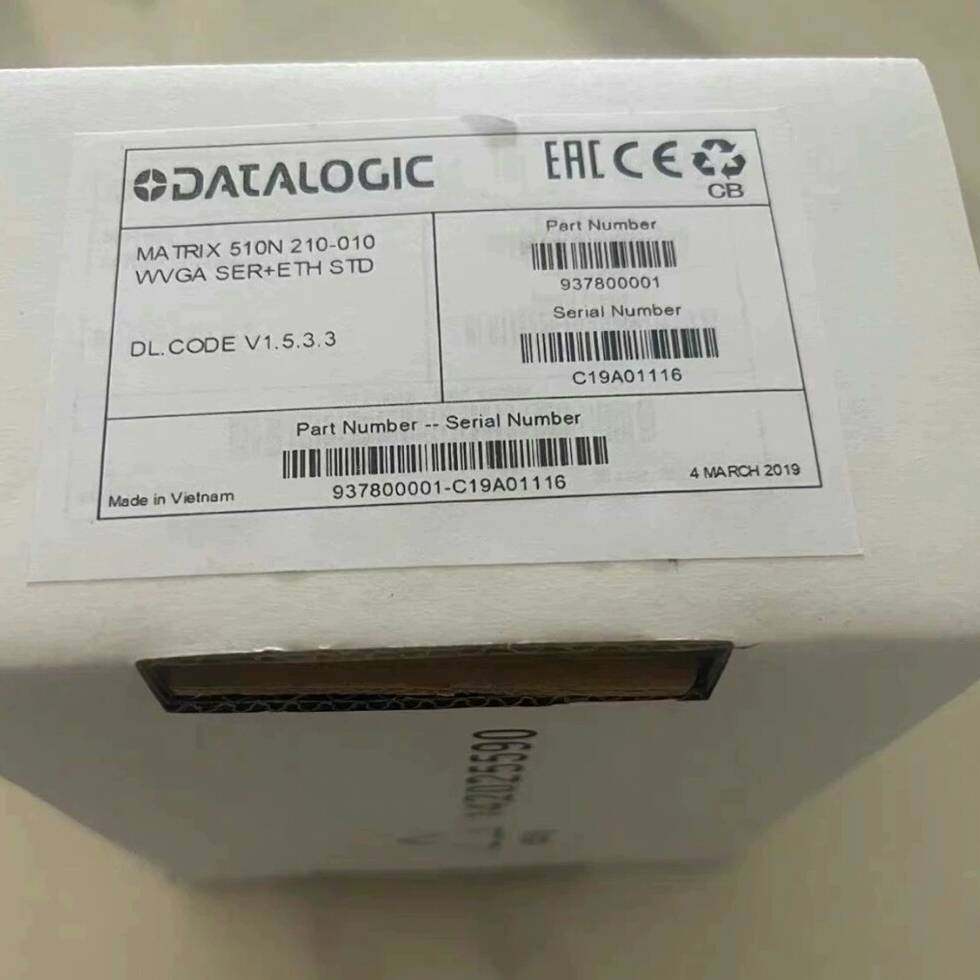 DATALOGIC
EAC CE
CB
MATRIX 510N 210-010
WVGA SER+ETH STD
DL.CODE V1.5.3.3
Part Number
937800001
Serial Number
C19A01116
Part Number -- Serial Number
937800001-C19A01116
Made in Vietnam
4 MARCH 2019
142025590